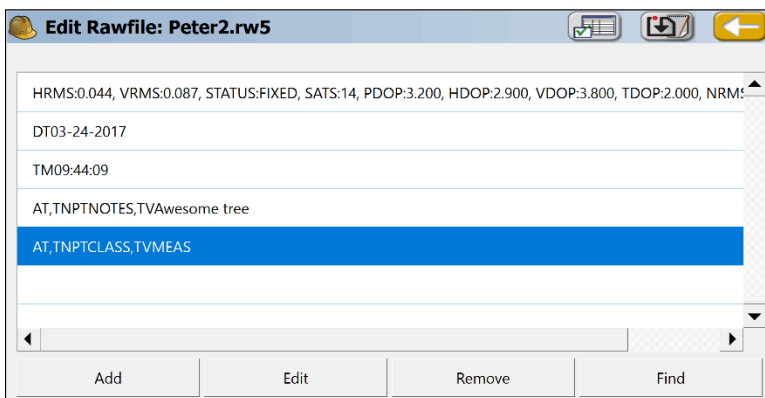 Edit Rawfile: Peter2.rw5
HRMS:0.044, VRMS:0.087, STATUS:FIXED, SATS:14, PDOP:3.200, HDOP:2.900, VDOP:3.800, TDOP:2.000, NRMS
DT03-24-2017
TM09:44:09
AT,TNPTNOTES,TVAwesome tree
AT,TNPTCLASS,TVMEAS
Add Edit Remove Find